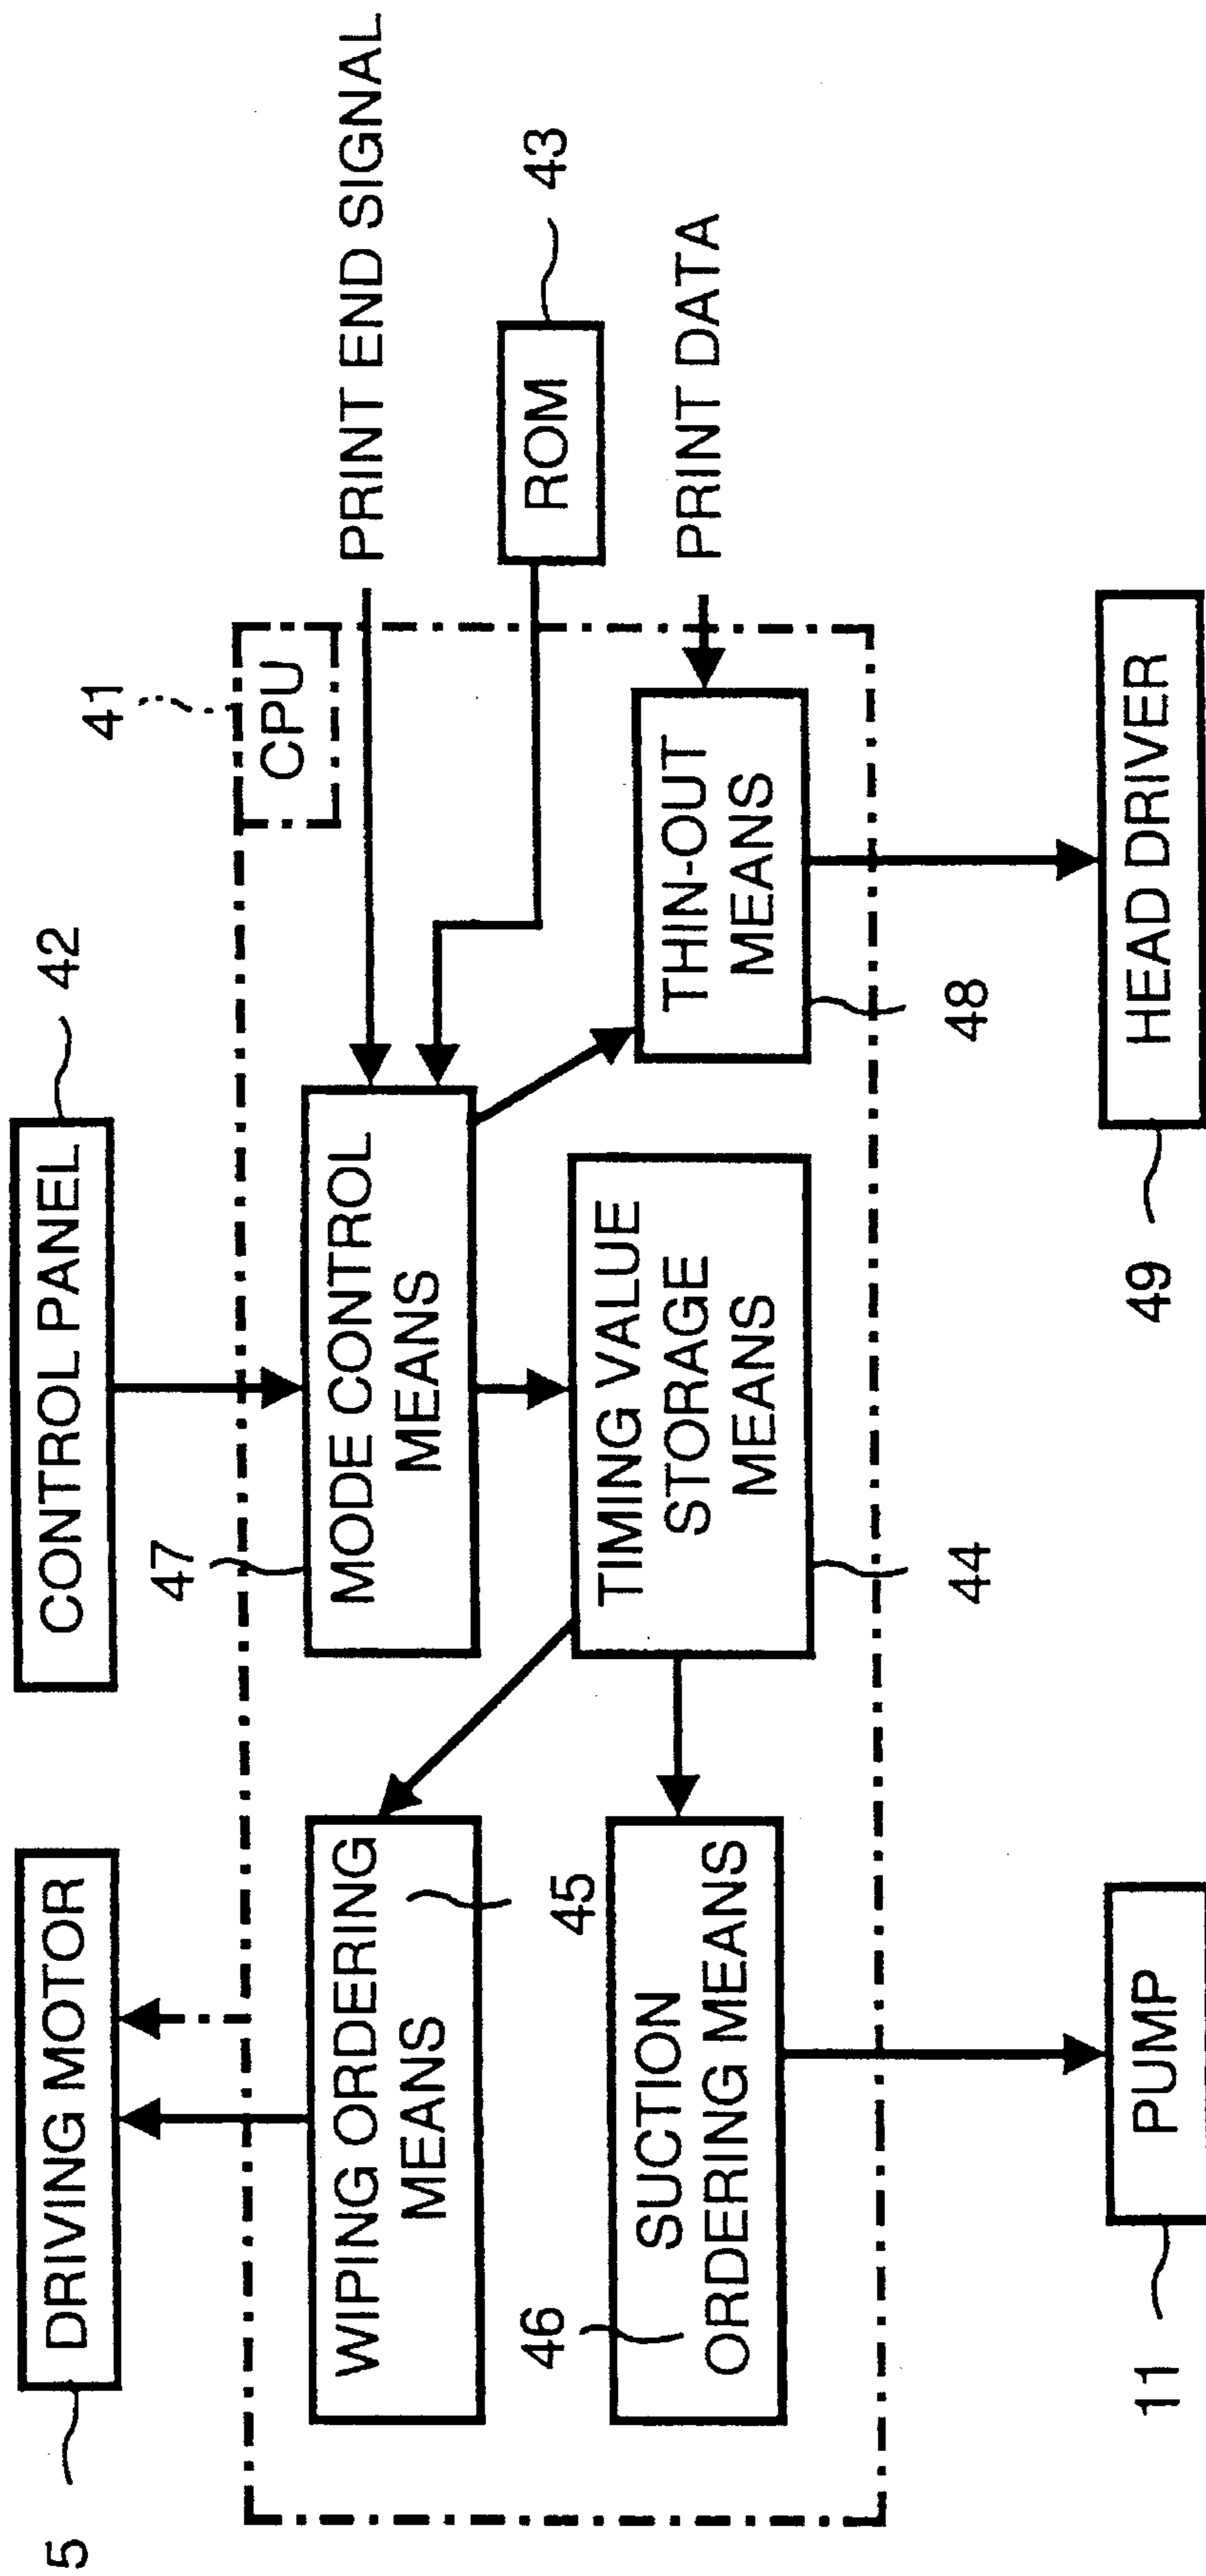 5
DRIVING MOTOR
CONTROL PANEL
42
41
CPU
PRINT END SIGNAL
47
WIPING ORDERING
MEANS
45
MODE CONTROL
MEANS
ROM
43
46
SUCTION
ORDERING MEANS
TIMING VALUE
STORAGE
MEANS
44
THIN-OUT
MEANS
48
PRINT DATA
11
PUMP
49
HEAD DRIVER